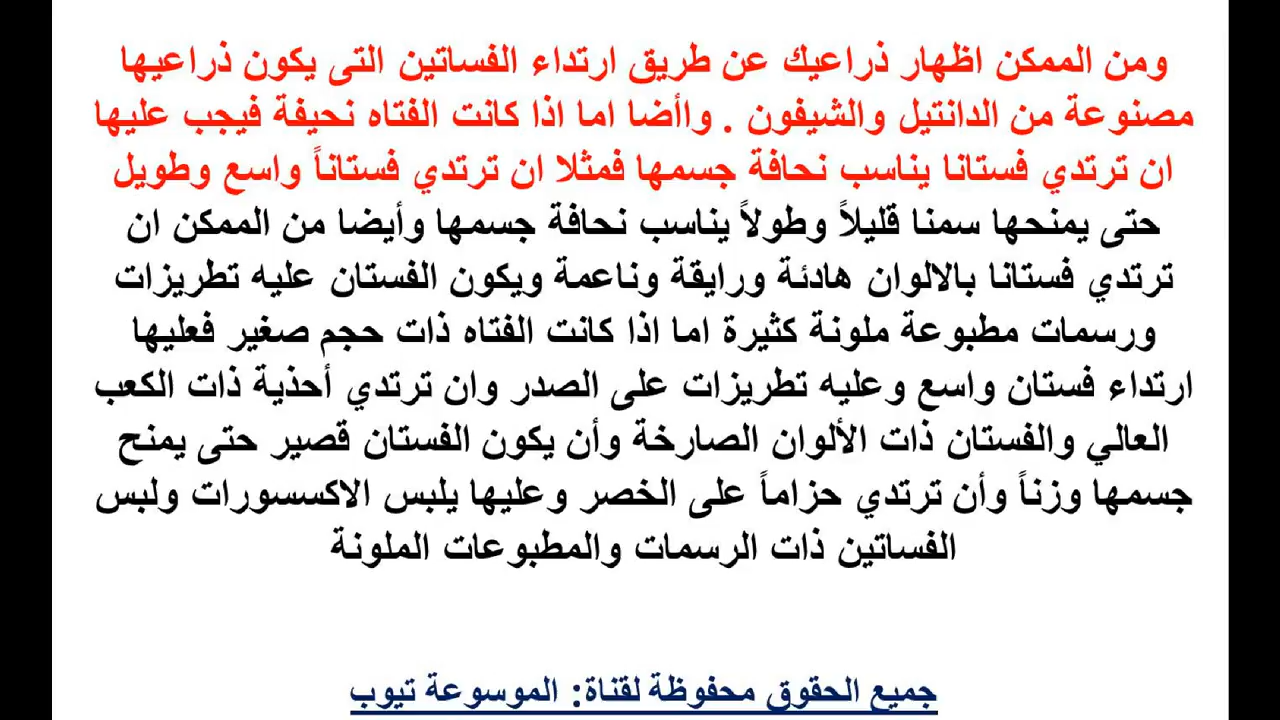 ومن الممكن اظهار ذراعيك عن طريق ارتداء الفساتين التى يكون ذراعيها
مصنوعة من الدانتيل والشيفون . واأضا اما اذا كانت الفتاه نحيفة فيجب عليها
ان ترتدي فستانا يناسب نحافة جسمها فمثلا ان ترتدي فستاناً واسع وطويل
حتى يمنحها سمنا قليلاً وطولاً يناسب نحافة جسمها وأيضا من الممكن ان
ترتدي فستانا بالالوان هادئة ورايقة وناعمة ويكون الفستان عليه تطريزات
ورسمات مطبوعة ملونة كثيرة اما اذا كانت الفتاه ذات حجم صغير فعليها
ارتداء فستان واسع وعليه تطريزات على الصدر وان ترتدي أحذية ذات الكعب
العالي والفستان ذات الألوان الصارخة وأن يكون الفستان قصير حتى يمنح
جسمها وزناً وأن ترتدي حزاماً على الخصر وعليها يلبس الاكسسورات ولبس
الفساتين ذات الرسمات والمطبوعات الملونة
جميع الحقوق محفوظة لقناة: الموسوعة تيوب